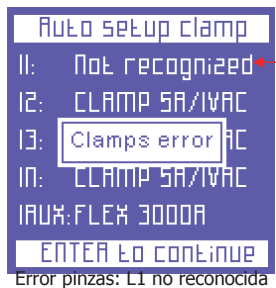 Auto setup clamp
I1: Not recognized
I2: CLAMP 5A/1VAC
I3: AC
Clamps error
IN: CLAMP 5A/1VAC
IAUX:FLEX 3000A
ENTER to continue
Error pinzas: L1 no reconocida